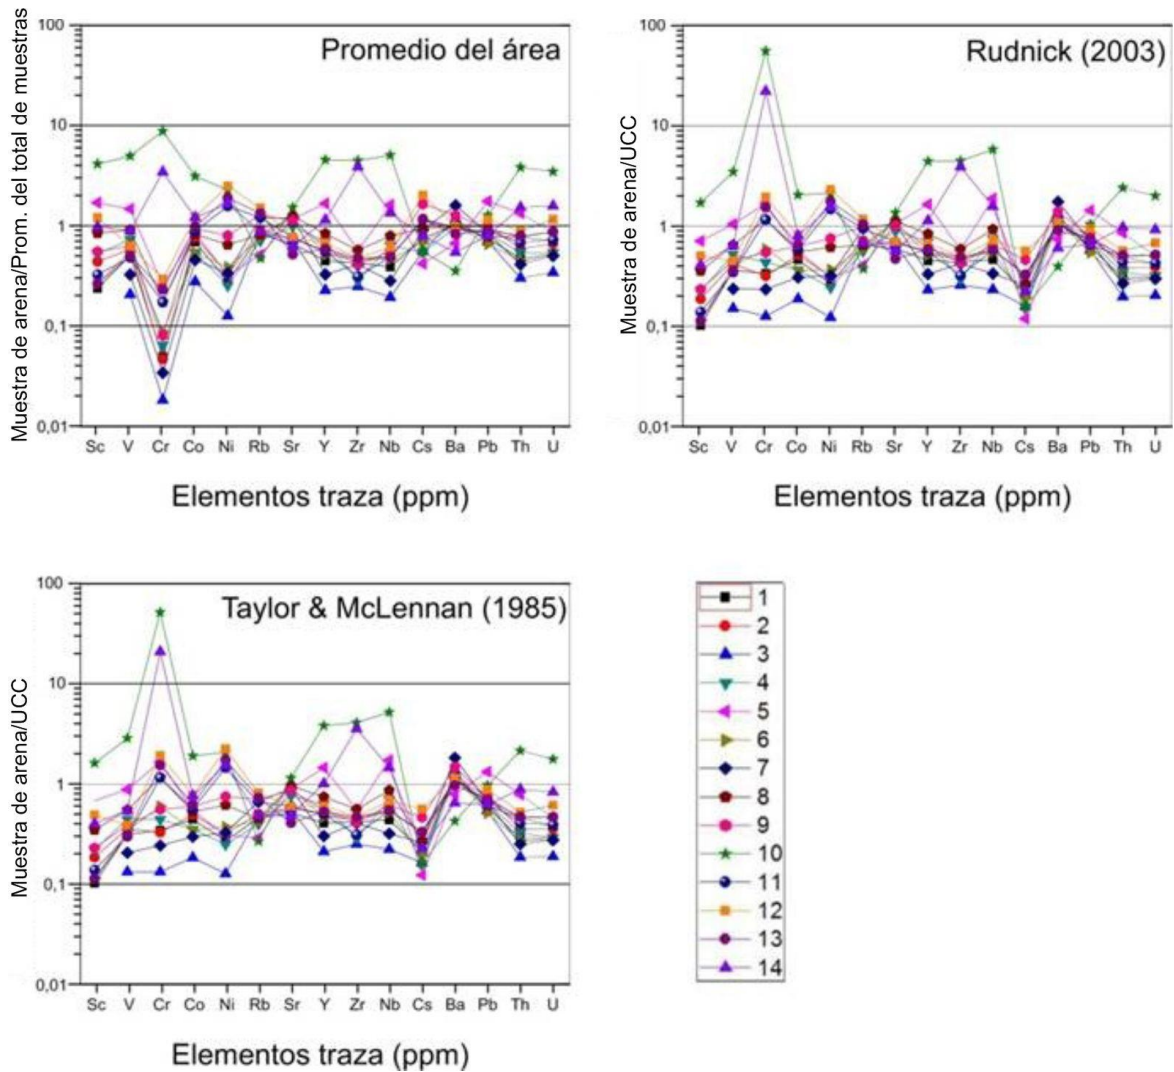 Promedio del área
Muestra de arena/Prom. del total de muestras
100
10
1
0,1
0,01
Sc V Cr Co Ni Rb Sr Y Zr Nb Cs Ba Pb Th U
Elementos traza (ppm)
Rudnick (2003)
Muestra de arena/UCC
100
10
1
0,1
0,01
Sc V Cr Co Ni Rb Sr Y Zr Nb Cs Ba Pb Th U
Elementos traza (ppm)
Taylor & McLennan (1985)
Muestra de arena/UCC
100
10
1
0,1
0,01
Sc V Cr Co Ni Rb Sr Y Zr Nb Cs Ba Pb Th U
Elementos traza (ppm)
1
2
3
4
5
6
7
8
9
10
11
12
13
14